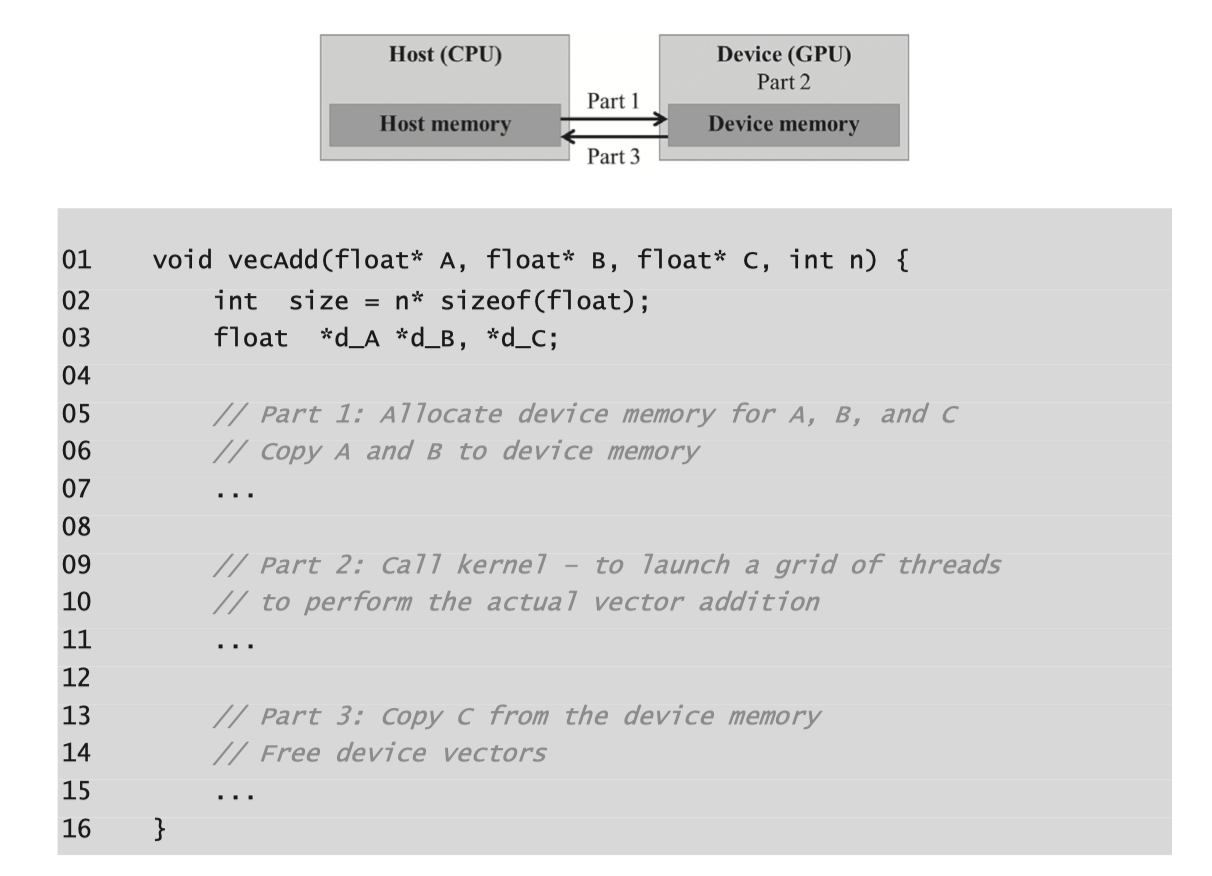 Host (CPU)
Device (GPU)
Part 2
Part 1
Host memory
Device memory
Part 3
01 void vecAdd(float* A, float* B, float* C, int n) {
02 int size = n* sizeof(float);
03 float *d_A *d_B, *d_C;
04
05 // Part 1: Allocate device memory for A, B, and C
06 // Copy A and B to device memory
07 ...
08
09 // Part 2: Call kernel – to launch a grid of threads
10 // to perform the actual vector addition
11 ...
12
13 // Part 3: Copy C from the device memory
14 // Free device vectors
15 ...
16 }